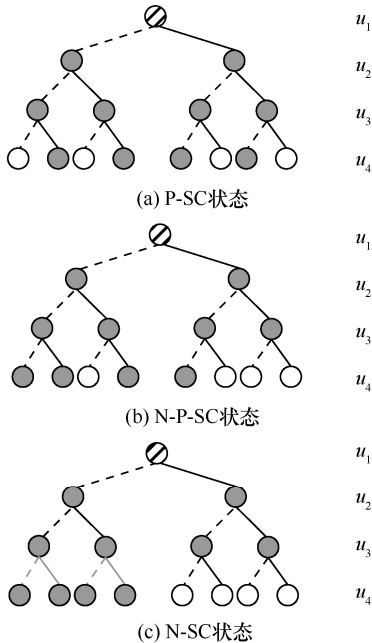 u₁
u₂
u₃
u₄
(a) P-SC状态
u₁
u₂
u₃
u₄
(b) N-P-SC状态
u₁
u₂
u₃
u₄
(c) N-SC状态